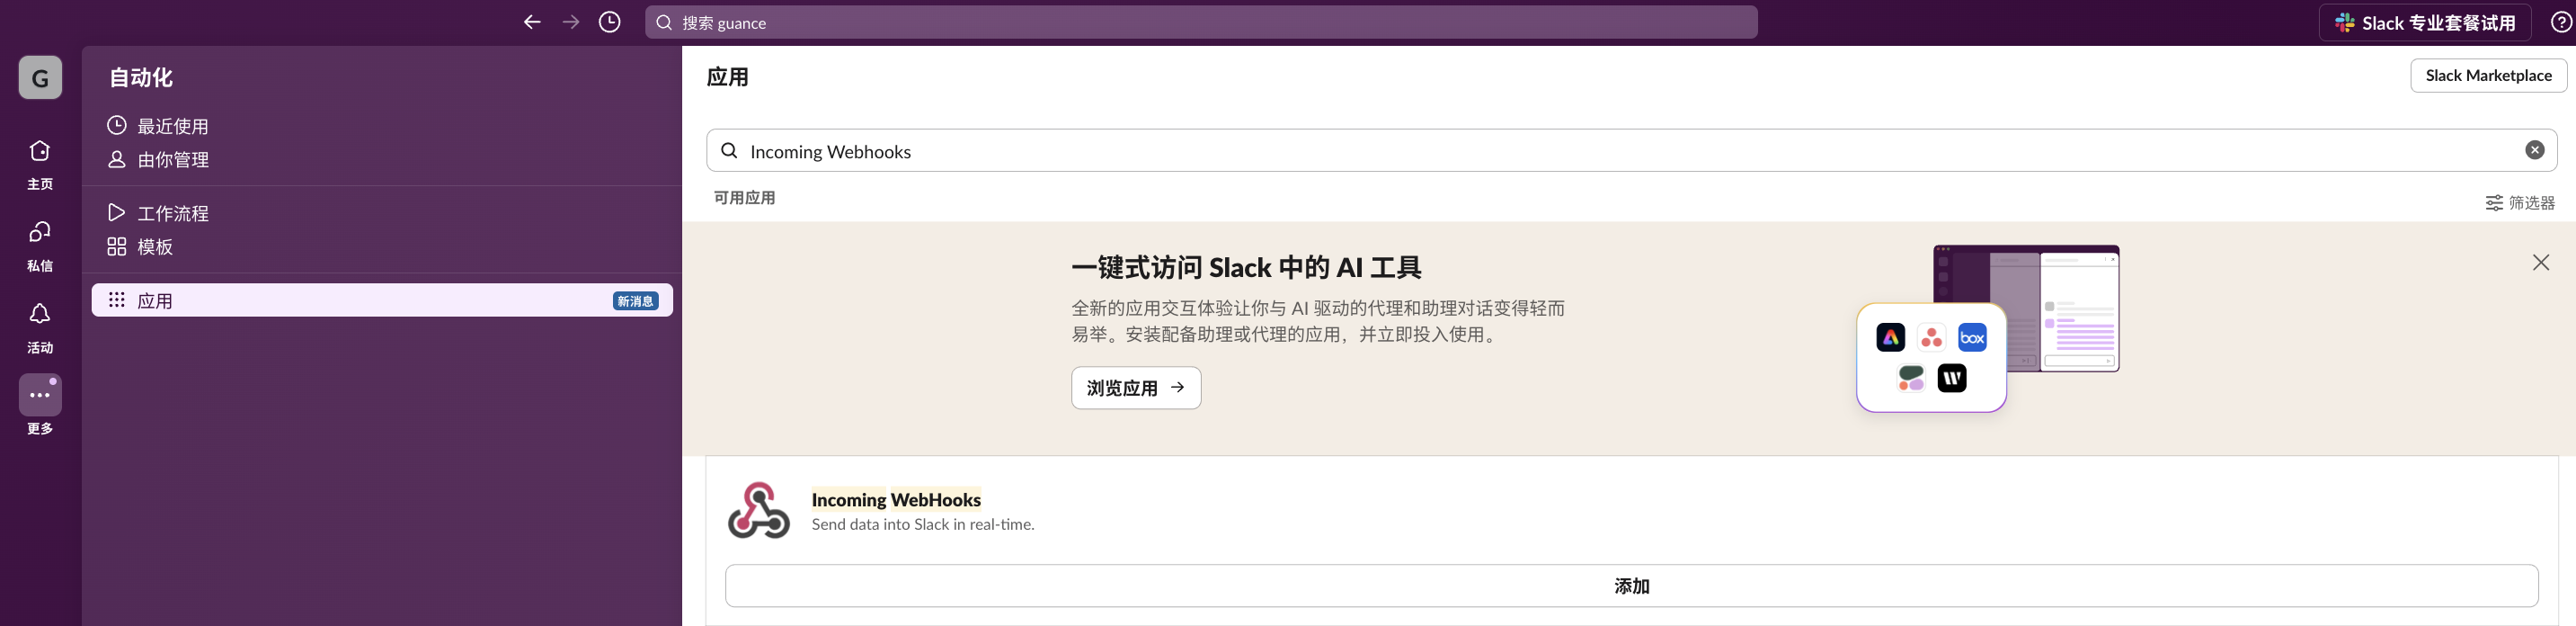 搜索 guance
Slack 专业套餐试用
G
主页
私信
活动
更多
自动化
最近使用
由你管理
工作流程
模板
应用
新消息
应用
Slack Marketplace
Incoming Webhooks
可用应用
筛选器
一键式访问 Slack 中的 AI 工具
全新的应用交互体验让你与 AI 驱动的代理和助理对话变得轻而
易举。安装配备助理或代理的应用，并立即投入使用。
浏览应用
box
Incoming WebHooks
Send data into Slack in real-time.
添加